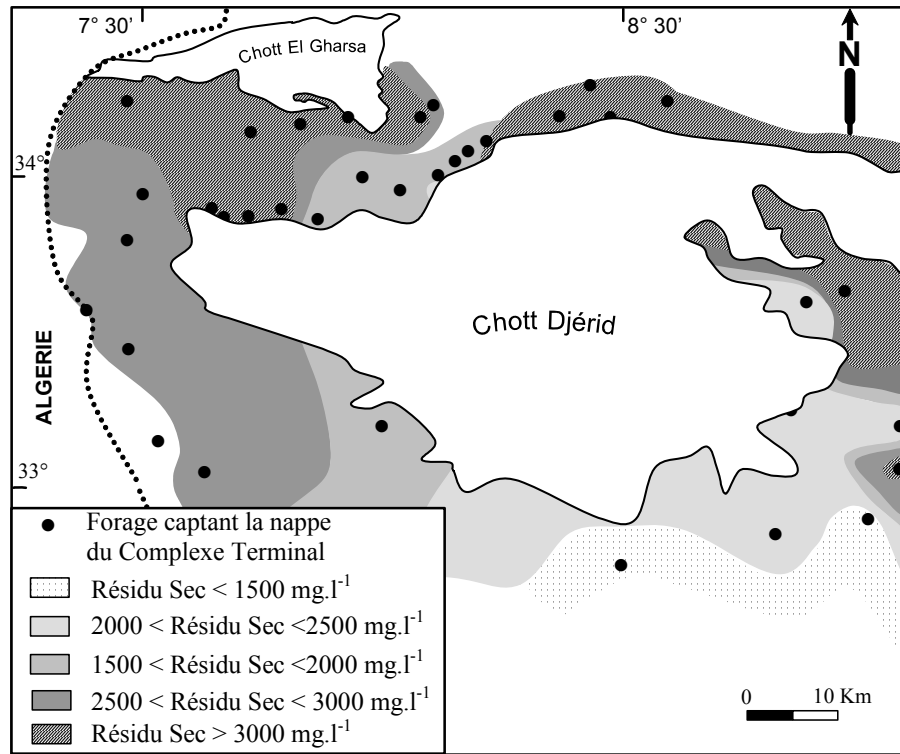 7° 30’
8° 30’
Chott El Gharsa
N
34°
Chott Djérid
ALGERIE
33°
Forage captant la nappe
du Complexe Terminal
Résidu Sec < 1500 mg.l-1
2000 < Résidu Sec <2500 mg.l-1
1500 < Résidu Sec <2000 mg.l-1
2500 < Résidu Sec < 3000 mg.l-1
Résidu Sec > 3000 mg.l-1
0 10 Km